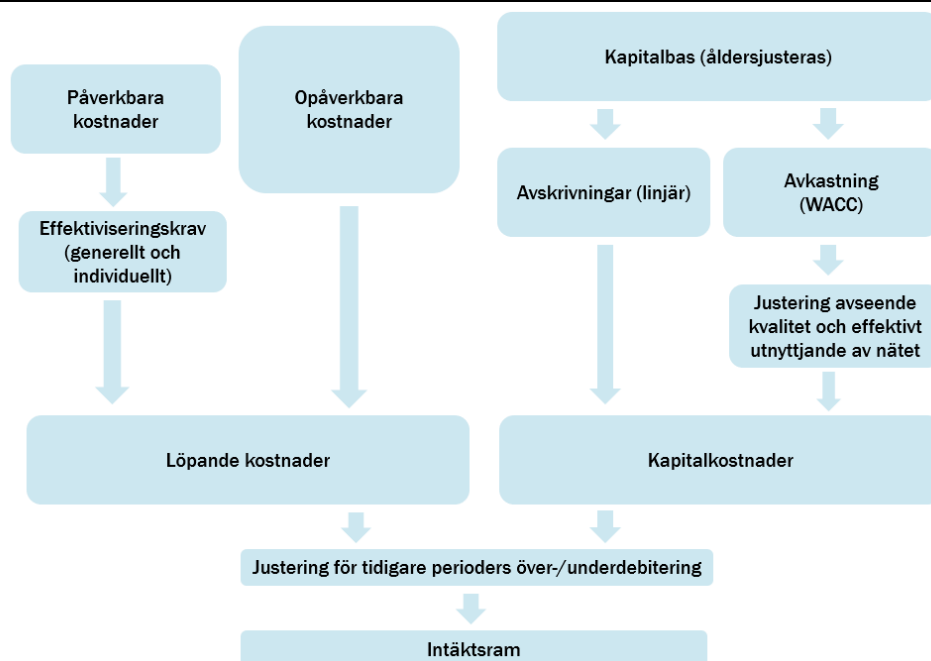 Påverkbara
kostnader
Opåverkbara
kostnader
Kapitalbas (åldersjusteras)
Avskrivningar (linjär)
Avkastning
(WACC)
Effektiviseringskrav
(generellt och
individuellt)
Justering avseende
kvalitet och effektivt
utnyttjande av nätet
Löpande kostnader
Kapitalkostnader
Justering för tidigare perioders över-/underdebitering
Intäktsram